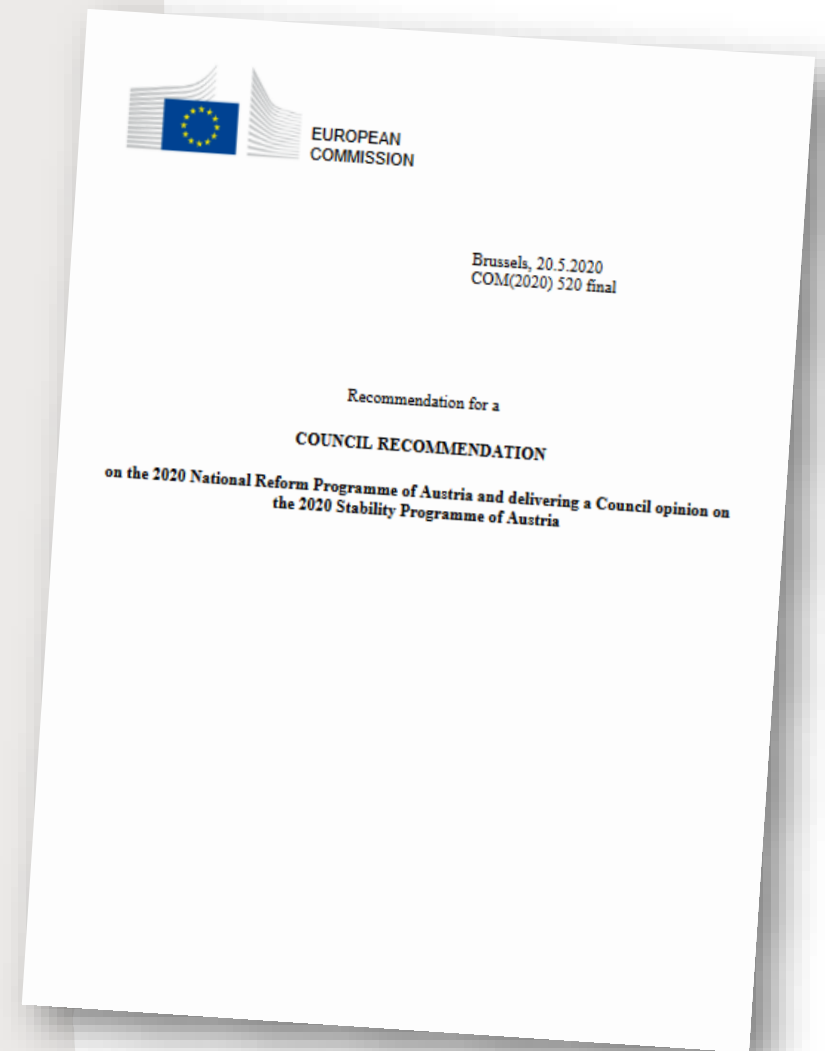 EUROPEAN
COMMISSION
Brussels, 20.5.2020
COM(2020) 520 final
Recommendation for a
COUNCIL RECOMMENDATION
on the 2020 National Reform Programme of Austria and delivering a Council opinion on
the 2020 Stability Programme of Austria